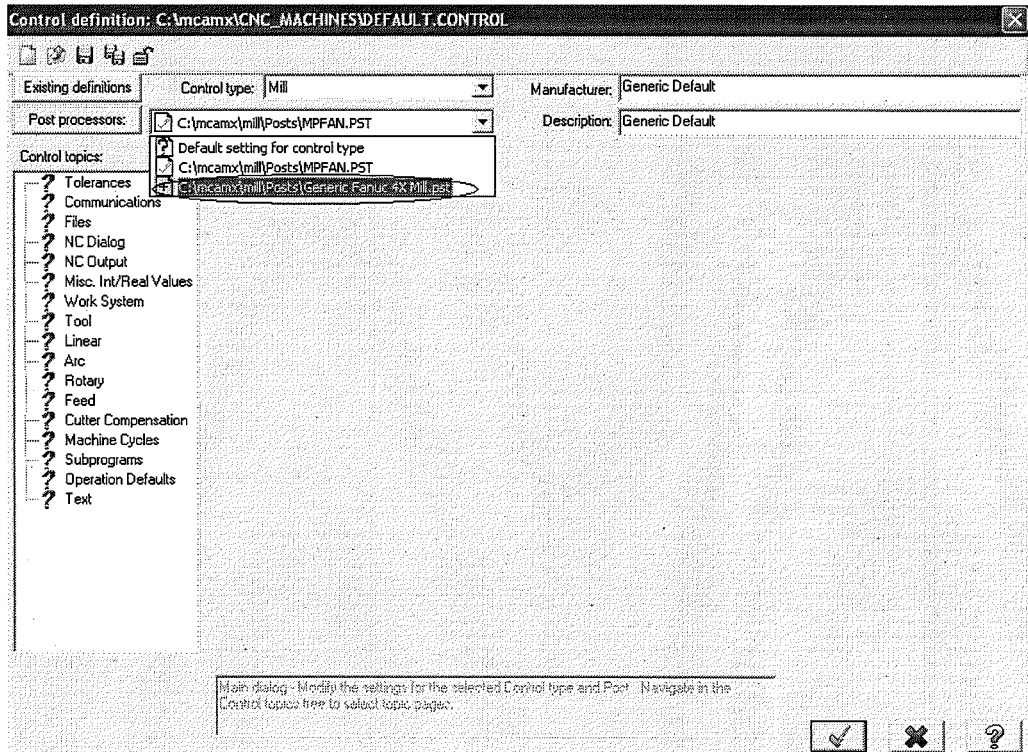 Control definition: C:\mcamx\CNC_MACHINES\DEFAULT.CONTROL
Existing definitions
Control type: Mill
Manufacturer: Generic Default
Post processors: C:\mcamx\mill\Posts\MPFAN.PST
Description: Generic Default
Default setting for control type
C:\mcamx\mill\Posts\MPFAN.PST
C:\mcamx\mill\Posts\Generic Fanuc 4X Mill.pst
Control topics:
Tolerances
Communications
Files
NC Dialog
NC Output
Misc. Int/Real Values
Work System
Tool
Linear
Arc
Rotary
Feed
Cutter Compensation
Machine Cycles
Subprograms
Operation Defaults
Text
Main dialog - Modify the settings for the selected Control type and Post. Navigate in the
Control topics tree to select topic pages.